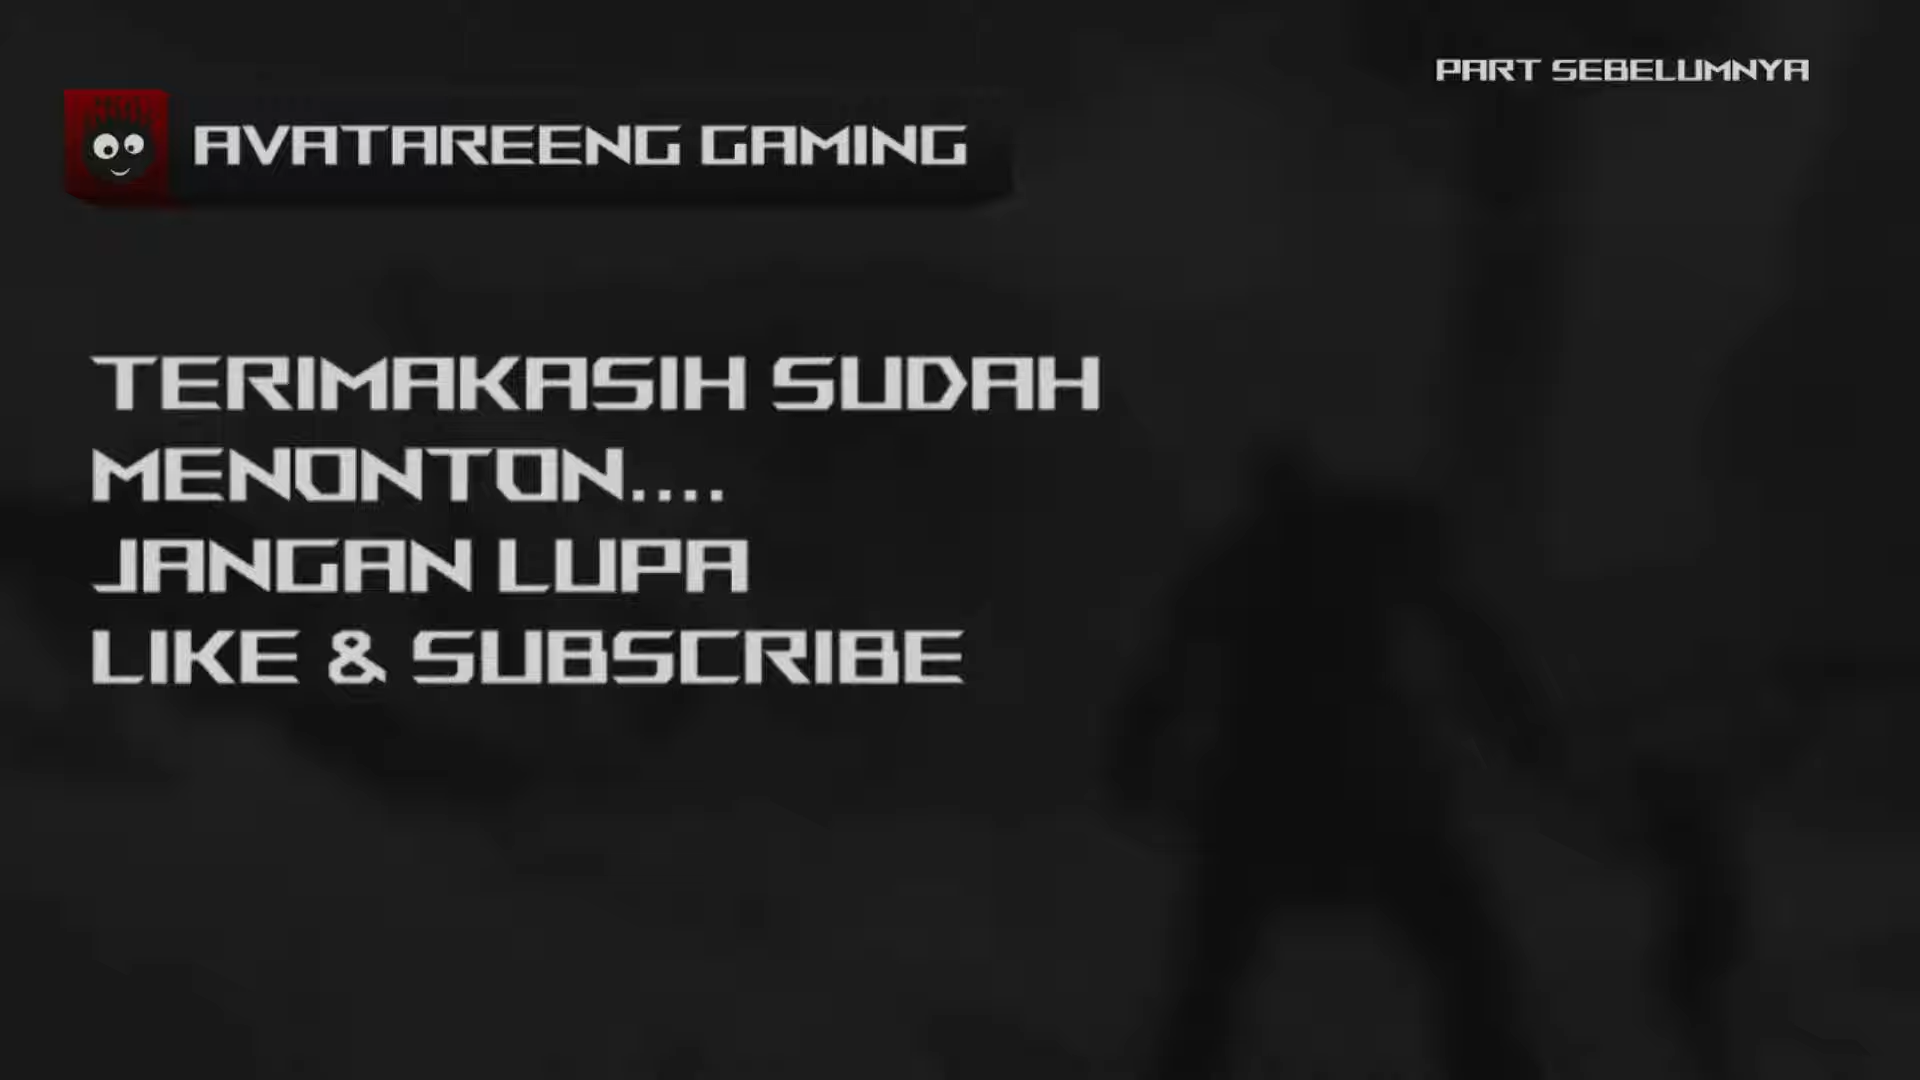 PART SEBELUMNYA
AVATAREENG GAMING
TERIMAKASIH SUDAH
MENONTON....
JANGAN LUPA
LIKE & SUBSCRIBE